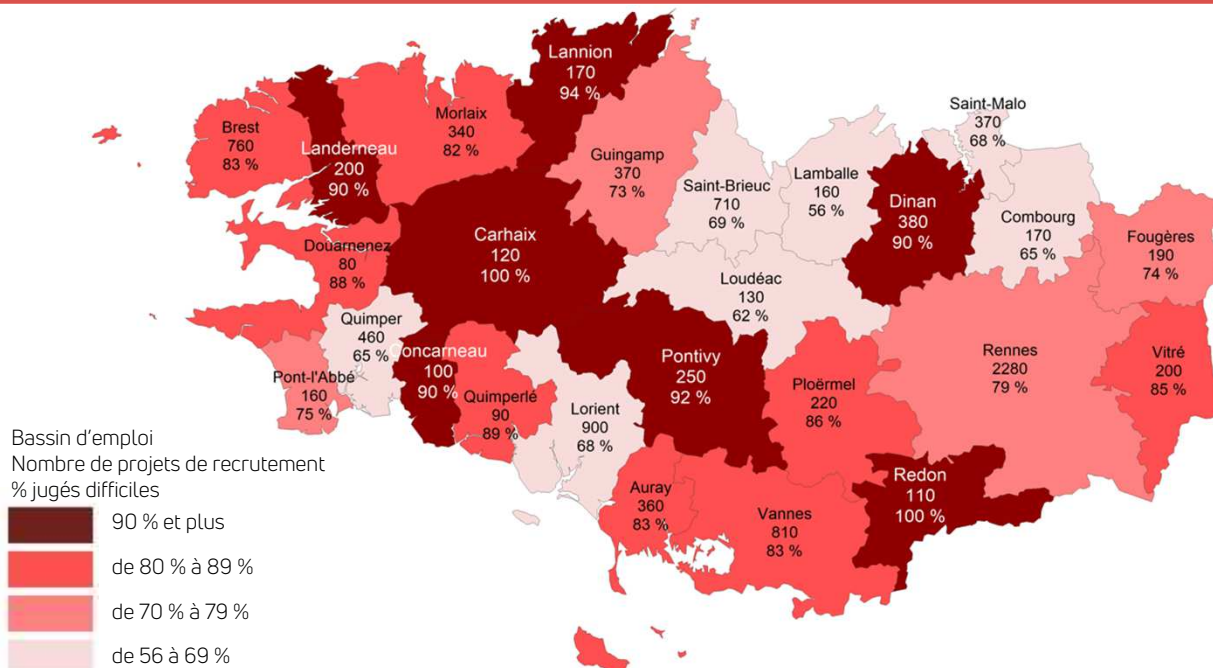 Lannion
170
94 %
Saint-Malo
370
68 %
Morlaix
340
82 %
Brest
760
83 %
Landerneau
200
90 %
Guingamp
370
73 %
Saint-Brieuc
710
69 %
Lamballe
160
56 %
Dinan
380
90 %
Combourg
170
65 %
Fougères
190
74 %
Carhaix
120
100 %
Douarnenez
80
88 %
Loudéac
130
62 %
Quimper
460
65 %
Concarneau
100
90 %
Pontivy
250
92 %
Rennes
2280
79 %
Vitré
200
85 %
Pont-l'Abbé
160
75 %
Quimperlé
90
89 %
Lorient
900
68 %
Ploërmel
220
86 %
Redon
110
100 %
Auray
360
83 %
Vannes
810
83 %
Bassin d'emploi
Nombre de projets de recrutement
% jugés difficiles
90 % et plus
de 80 % à 89 %
de 70 % à 79 %
de 56 à 69 %